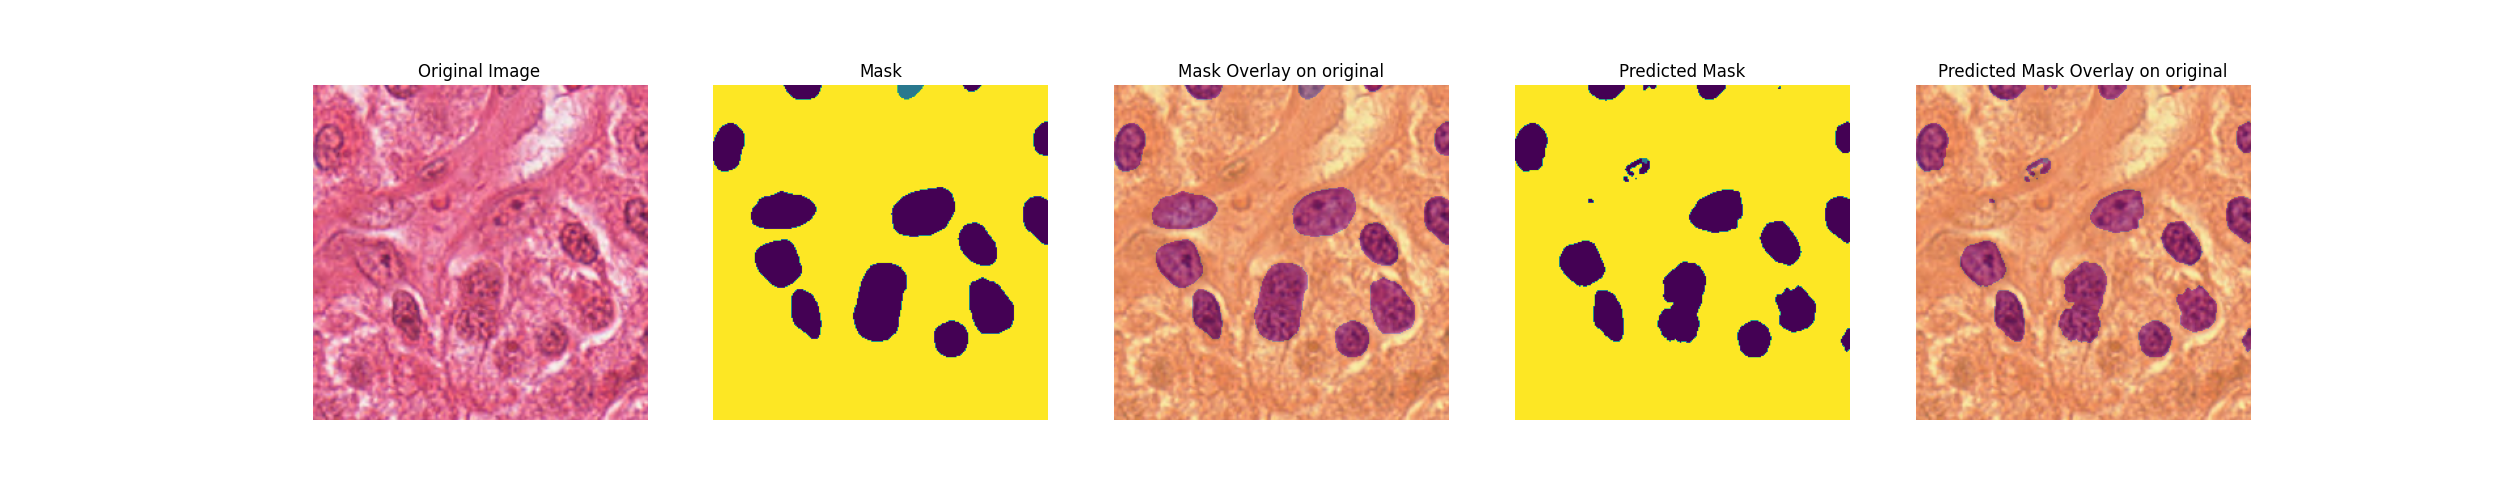 Original Image
Mask
Mask Overlay on original
Predicted Mask
Predicted Mask Overlay on original